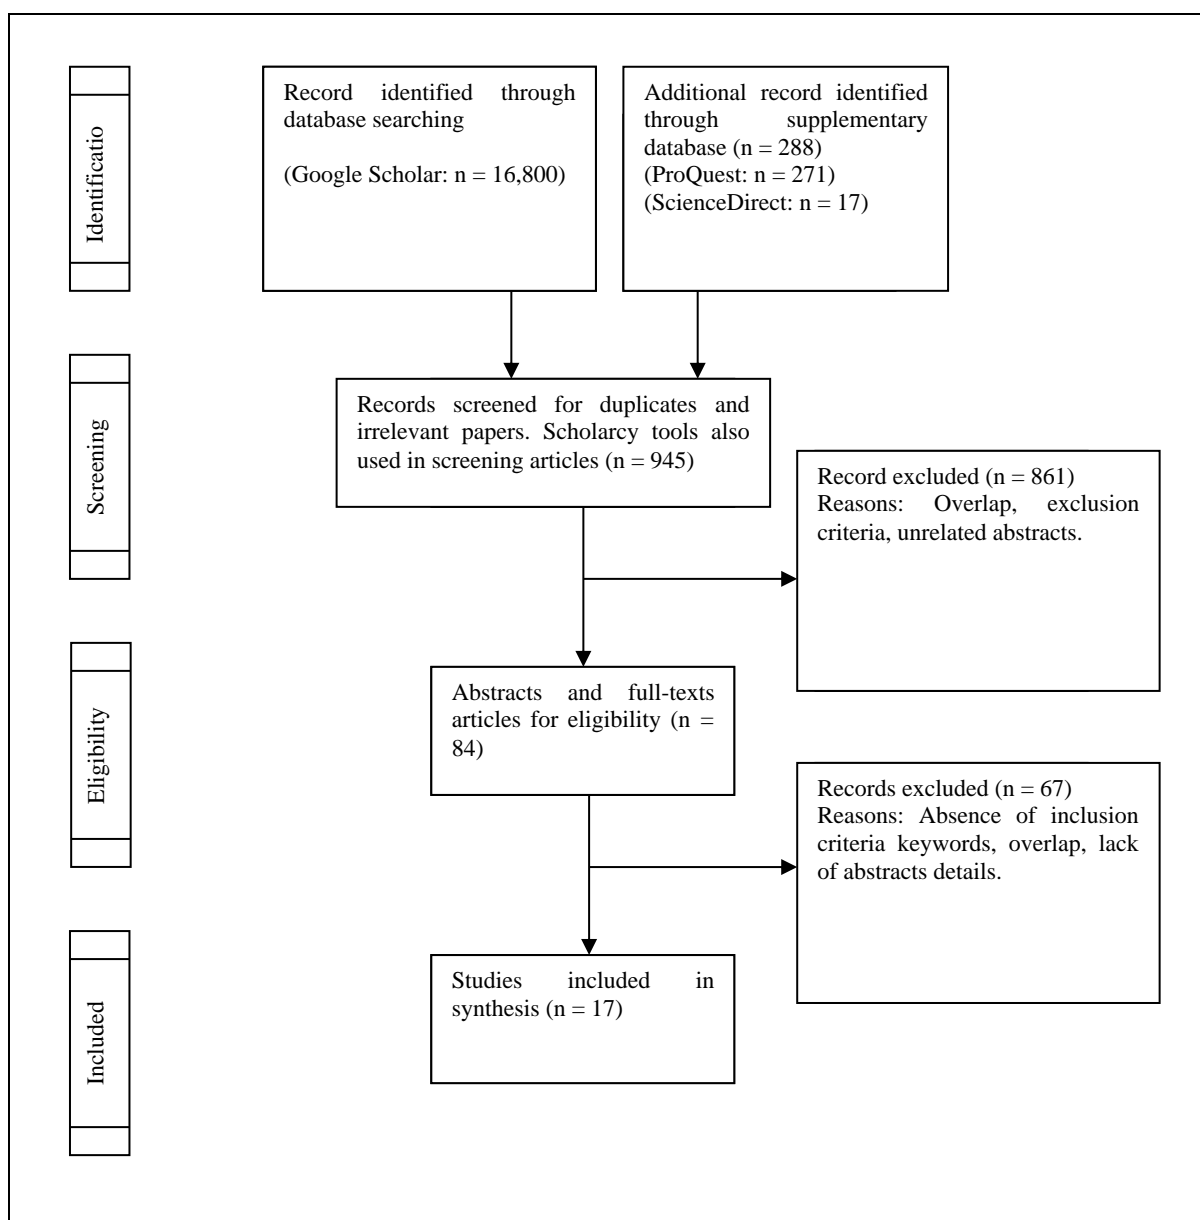 Identificatio
Record identified through
database searching
(Google Scholar: n = 16,800)
Additional record identified
through supplementary
database (n = 288)
(ProQuest: n = 271)
(ScienceDirect: n = 17)
Screening
Records screened for duplicates and
irrelevant papers. Scholarcy tools also
used in screening articles (n = 945)
Record excluded (n = 861)
Reasons: Overlap, exclusion
criteria, unrelated abstracts.
Eligibility
Abstracts and full-texts
articles for eligibility (n =
84)
Records excluded (n = 67)
Reasons: Absence of inclusion
criteria keywords, overlap, lack
of abstracts details.
Included
Studies included in
synthesis (n = 17)